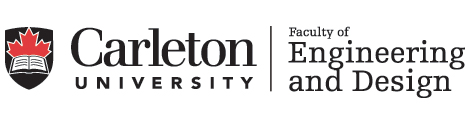 Carleton
UNIVERSITY
Faculty of
Engineering
and Design